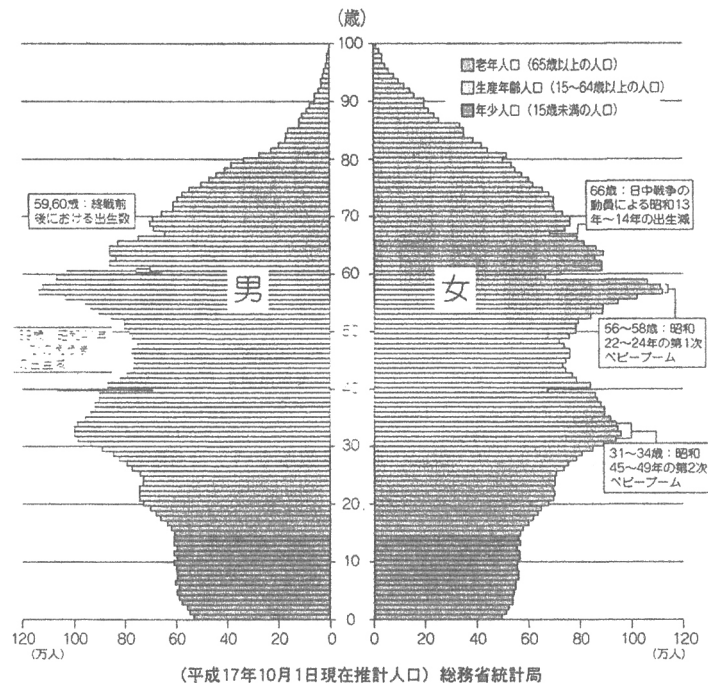 (歳)
100
90
80
70
60
30
20
10
0
老年人口（65歳以上の人口）
生産年齢人口（15～64歳以上の人口）
年少人口（15歳未満の人口）
59,60歳：終戦前
後における出生数
66歳：日中戦争の
動員による昭和13
年～14年の出生減
男
女
56～58歳：昭和
22～24年の第1次
ベビーブーム
31～34歳：昭和
45～49年の第2次
ベビーブーム
120 100 80 60 40 20 0
0 20 40 60 80 100 120
(万人)
(万人)
(平成17年10月1日現在推計人口）総務省統計局